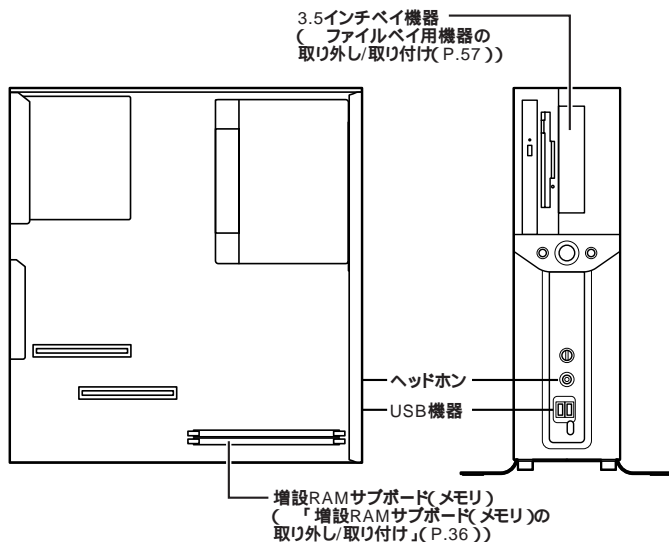 3.5インチベイ機器
( ファイルベイ用機器の
取り外し/取り付け(P.57))
ヘッドホン
USB機器
増設RAMサブボード(メモリ)
( 「増設RAMサブボード(メモリ)の
取り外し/取り付け」(P.36))